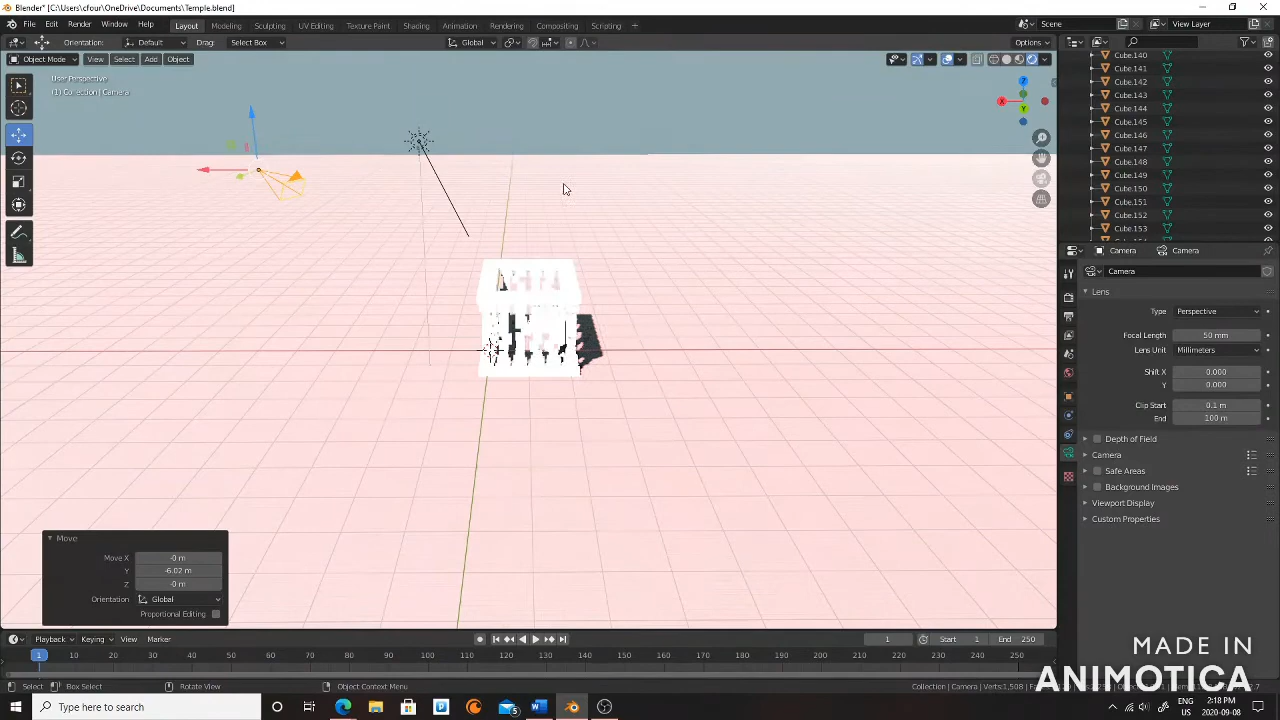 Blender* [C:\Users\cfour\OneDrive\Documents\Temple.blend]
File Edit Render Window Help Layout Modeling Sculpting UV Editing Texture Paint Shading Animation Rendering Compositing Scripting + Scene View Layer
Orientation: Default Drag: Select Box Global Options
Object Mode View Select Add Object
User Perspective
(1) Collection | Camera
X Y Z
Cube.140
Cube.141
Cube.142
Cube.143
Cube.144
Cube.145
Cube.146
Cube.147
Cube.148
Cube.149
Cube.150
Cube.151
Cube.152
Cube.153
Camera Camera
Camera
Lens
Type Perspective
Focal Length 50 mm
Lens Unit Millimeters
Shift X 0.000
Y 0.000
Clip Start 0.1 m
End 100 m
Depth of Field
Camera
Safe Areas
Background Images
Viewport Display
Custom Properties
Move
Move X -0 m
Y -6.02 m
Z -0 m
Orientation Global
Proportional Editing
Playback Keying View Marker 1 Start 1 End 250
1 10 20 30 40 50 60 70 80 90 100 110 120 130 140 150 160 170 180 190 200 210 220 230 240 250
Select Box Select Rotate View Object Context Menu Collection | Camera | Verts:1,508 |
MADE IN
ANIMOTICA
Type here to search
5
2:18 PM
2020-09-08